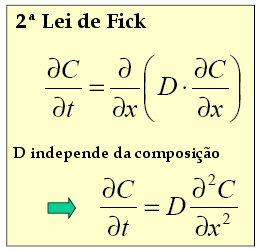 2ª Lei de Fick
∂C/∂t = ∂/∂x (D · ∂C/∂x)
D independe da composição
∂C/∂t = D ∂²C/∂x²